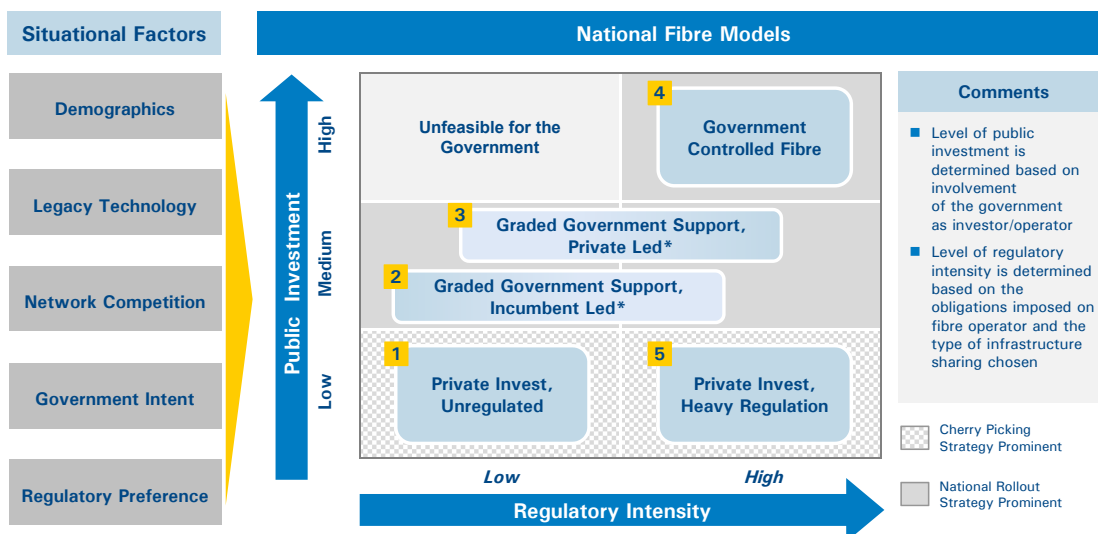 Situational Factors
National Fibre Models
Demographics
Legacy Technology
Network Competition
Government Intent
Regulatory Preference
Public Investment
High
Medium
Low
Unfeasible for the
Government
4
Government
Controlled Fibre
3
Graded Government Support,
Private Led*
2
Graded Government Support,
Incumbent Led*
1
Private Invest,
Unregulated
5
Private Invest,
Heavy Regulation
Low
High
Regulatory Intensity
Comments
Level of public
investment is
determined based on
involvement
of the government
as investor/operator
Level of regulatory
intensity is determined
based on the
obligations imposed on
fibre operator and the
type of infrastructure
sharing chosen
Cherry Picking
Strategy Prominent
National Rollout
Strategy Prominent